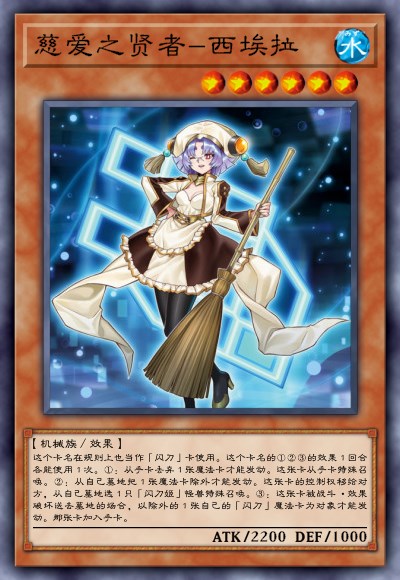 慈爱之贤者-西埃拉
水
【机械族／效果】
这个卡名在规则上也当作「闪刀」卡使用。这个卡名的①②③的效果1回合
各能使用1次。①：从手卡丢弃1张魔法卡才能发动。这张卡从手卡特殊召
唤。②：从自己墓地把1张魔法卡除外才能发动。这张卡的控制权移给对
方，从自己墓地选1只「闪刀姬」怪兽特殊召唤。③：这张卡被战斗・效果
破坏送去墓地的场合，以除外的1张自己的「闪刀」魔法卡为对象才能发
动。那张卡加入手卡。
ATK/2200 DEF/1000